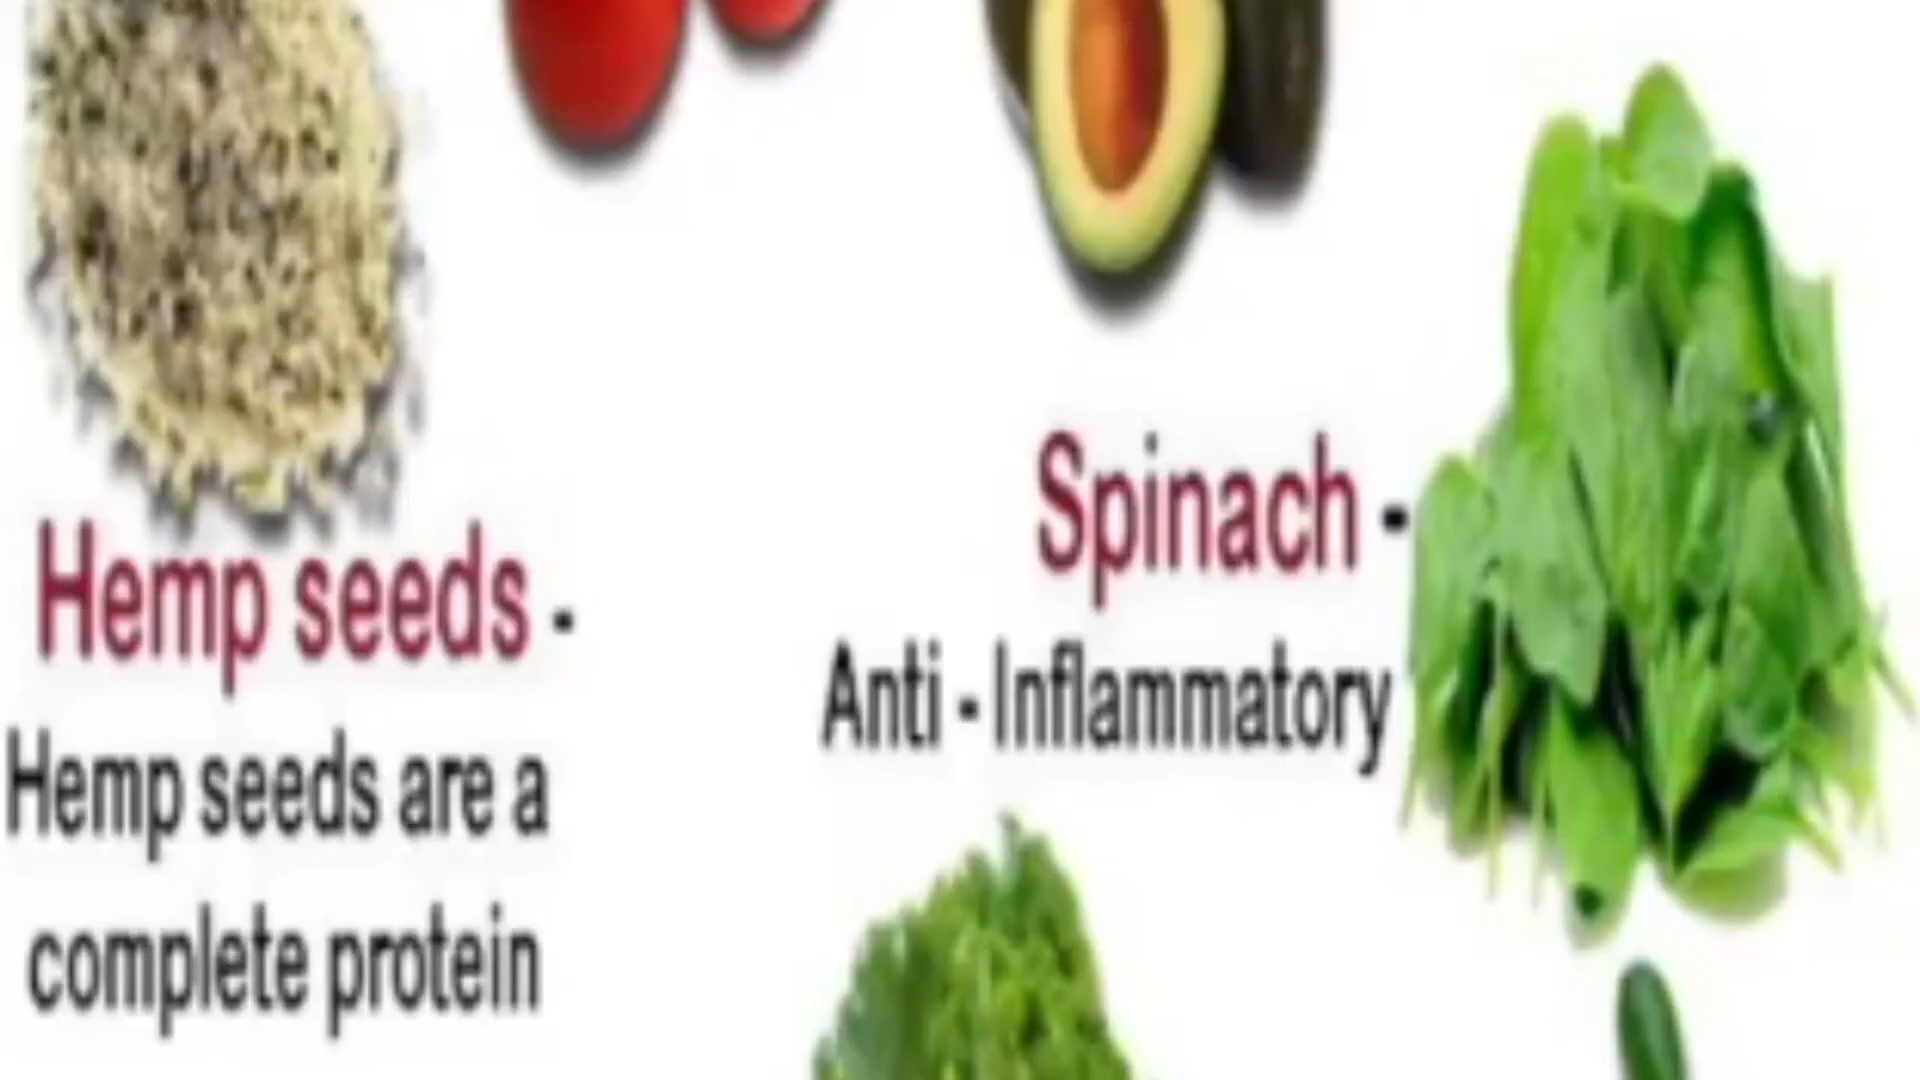 Hemp seeds -
Hemp seeds are a
complete protein
Spinach -
Anti - Inflammatory